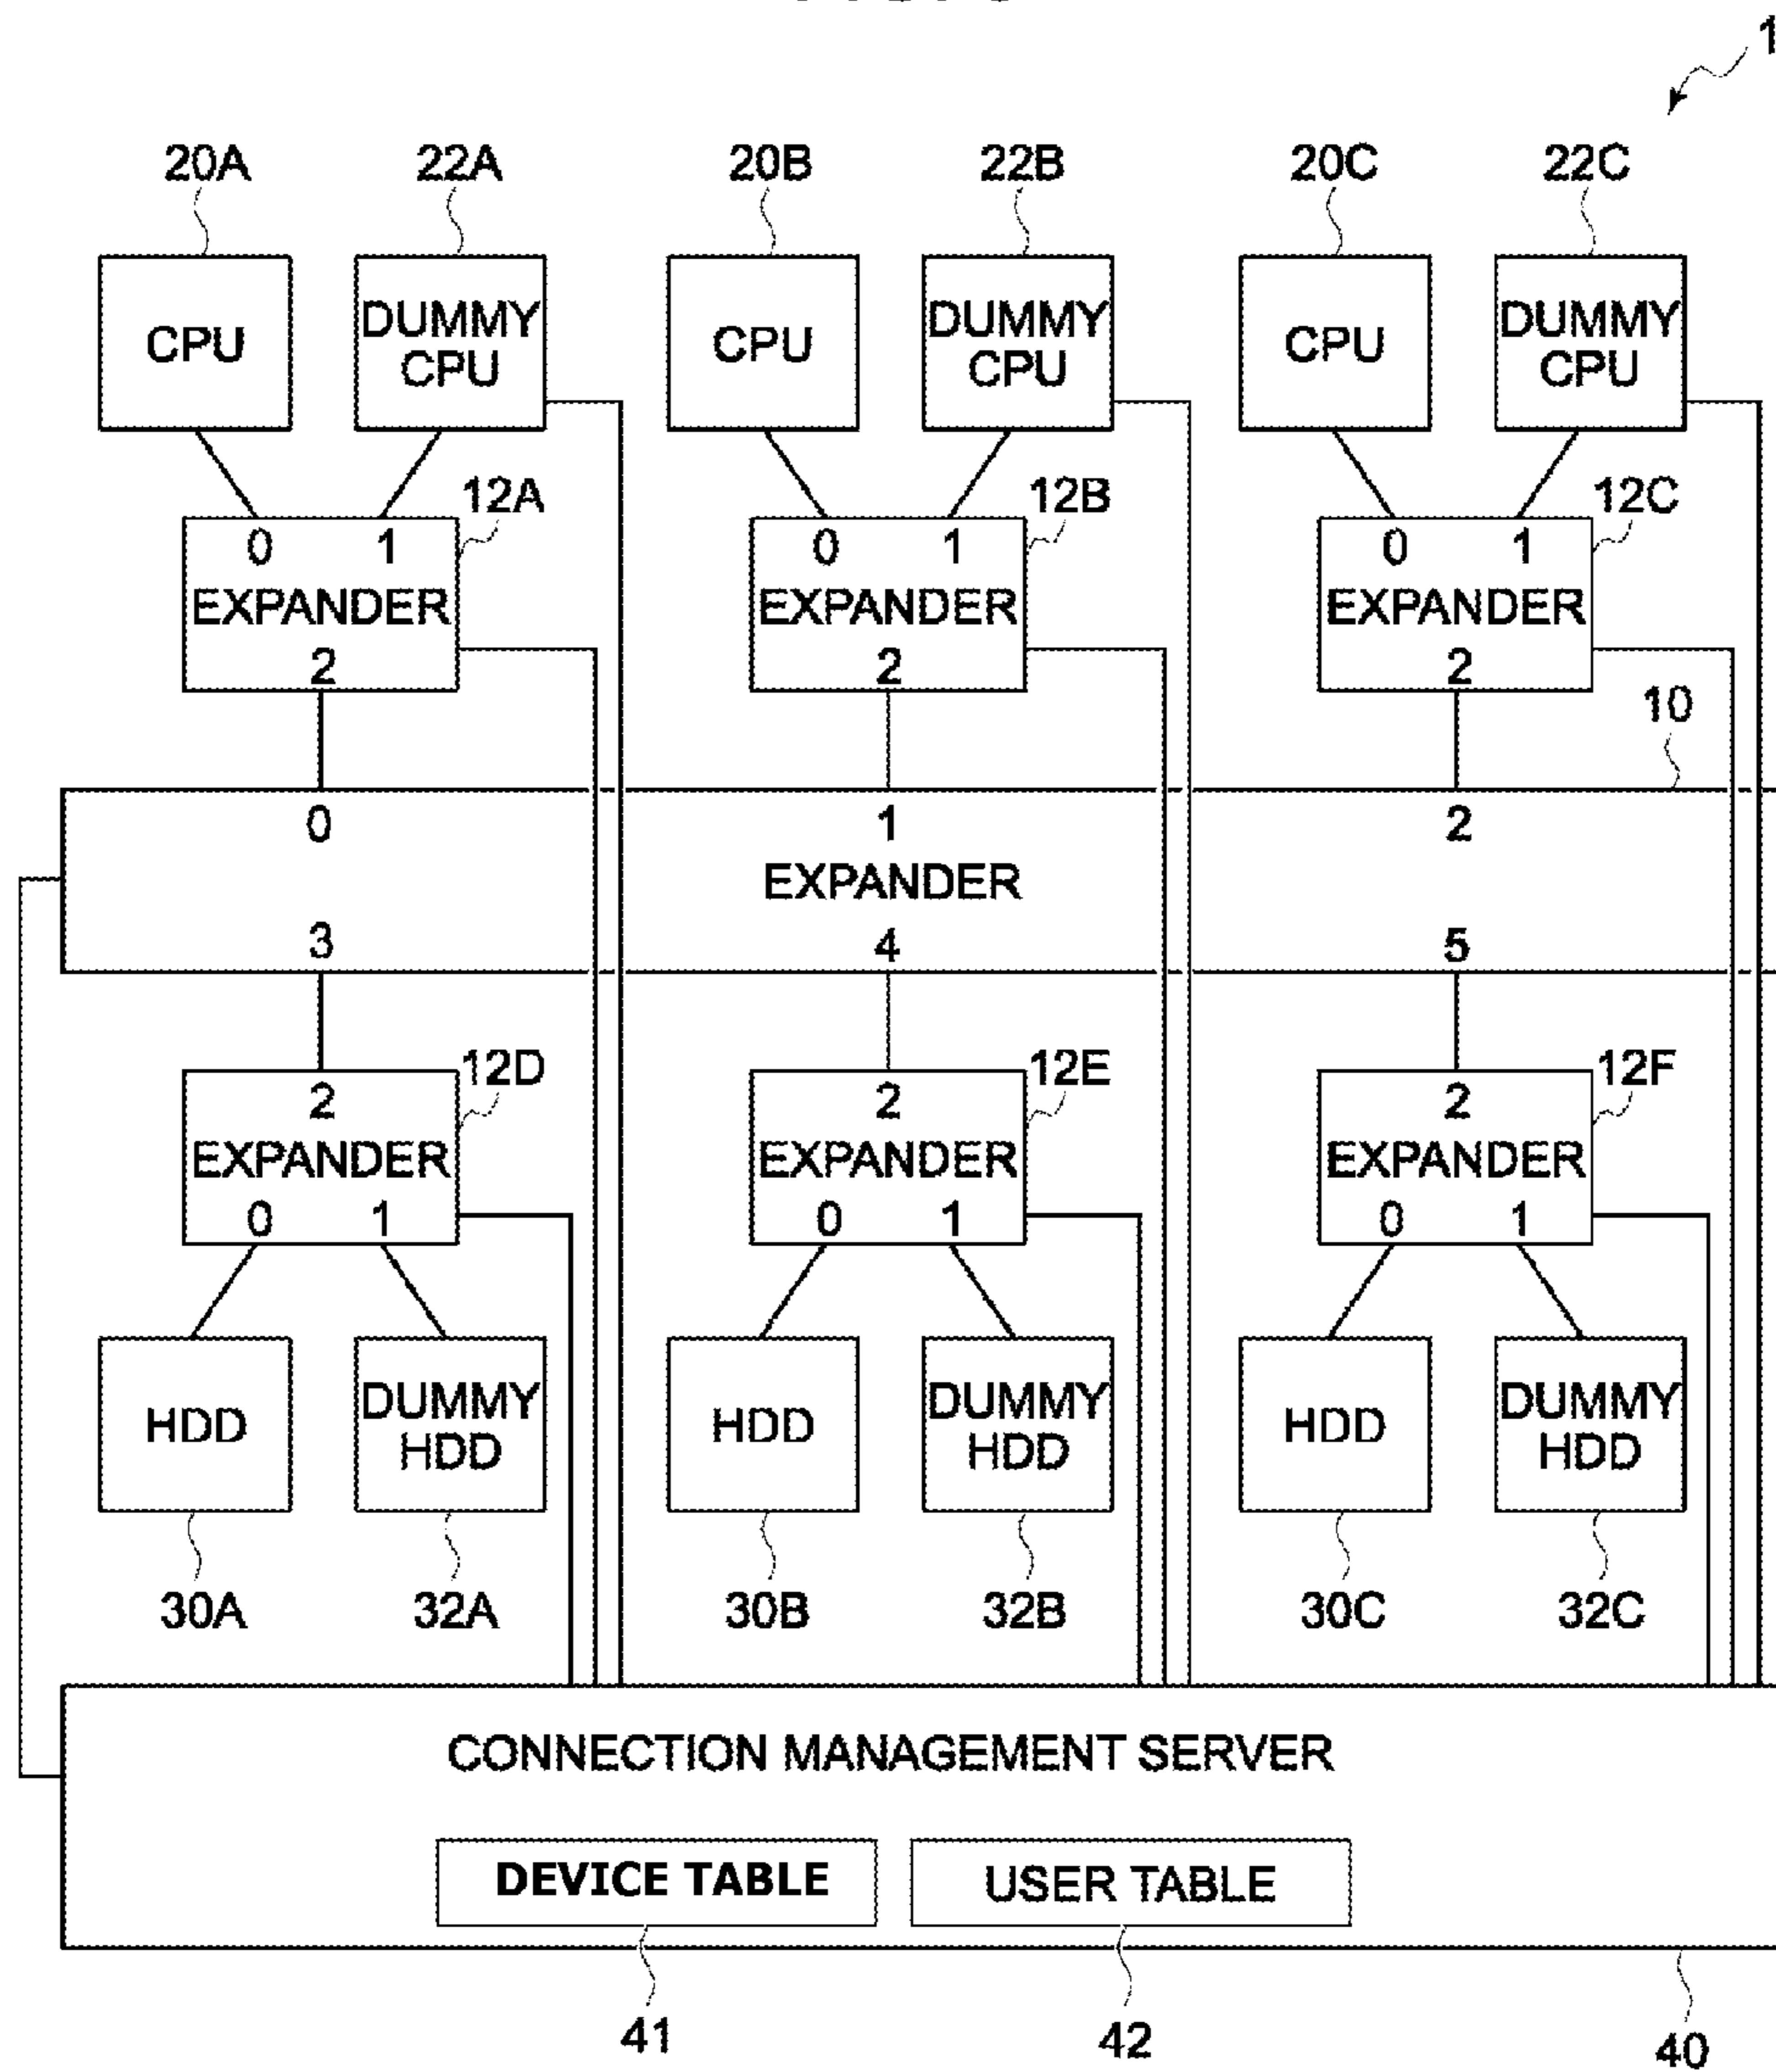 1
20A 22A 20B 22B 20C 22C
CPU DUMMY CPU CPU DUMMY CPU CPU DUMMY CPU
12A 12B 12C
0 1 0 1 0 1
EXPANDER EXPANDER EXPANDER
2 2 2
10
0 1 2
EXPANDER
3 4 5
12D 12E 12F
2 2 2
EXPANDER EXPANDER EXPANDER
0 1 0 1 0 1
HDD DUMMY HDD HDD DUMMY HDD HDD DUMMY HDD
30A 32A 30B 32B 30C 32C
CONNECTION MANAGEMENT SERVER
DEVICE TABLE USER TABLE
41 42 40